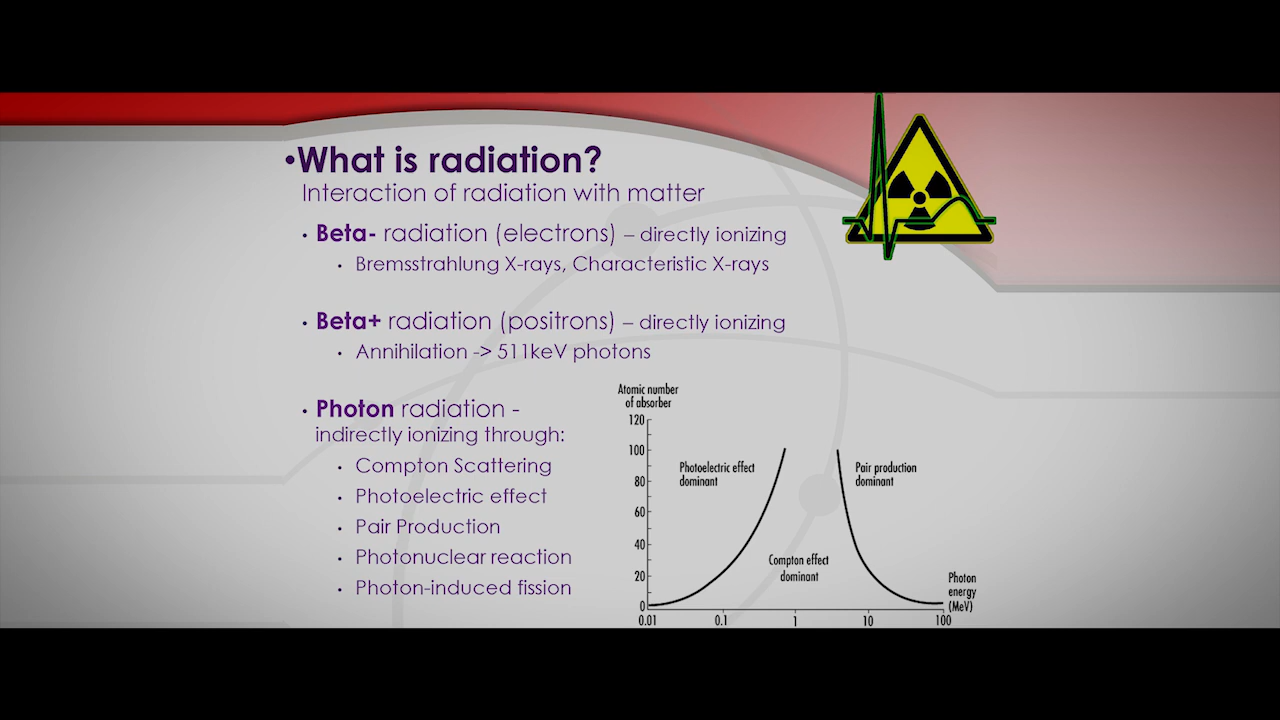 •What is radiation?
Interaction of radiation with matter
• Beta- radiation (electrons) – directly ionizing
• Bremsstrahlung X-rays, Characteristic X-rays
• Beta+ radiation (positrons) – directly ionizing
• Annihilation -> 511keV photons
• Photon radiation -
indirectly ionizing through:
• Compton Scattering
• Photoelectric effect
• Pair Production
• Photonuclear reaction
• Photon-induced fission
Atomic number
of absorber
120
100
80
60
40
20
0
Photoelectric effect
dominant
Pair production
dominant
Compton effect
dominant
Photon
energy
(MeV)
0.01 0.1 1 10 100